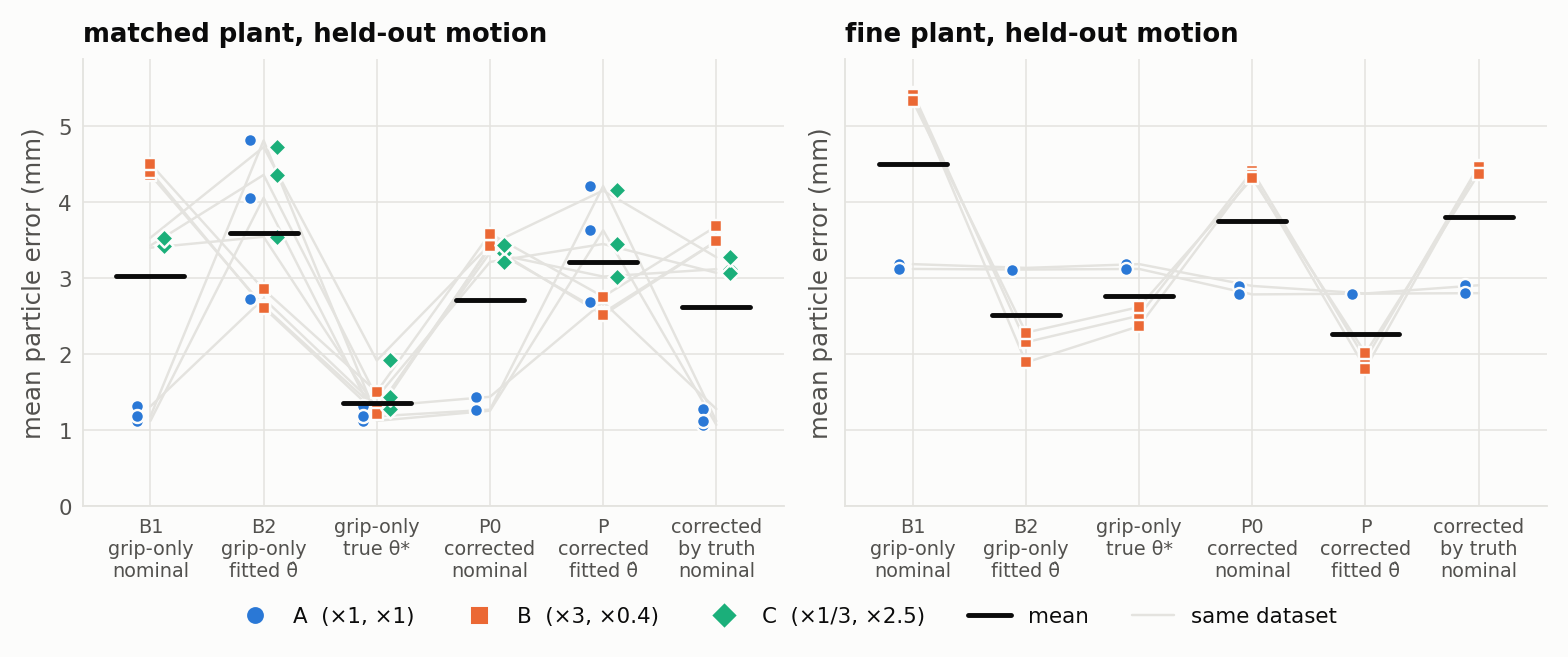 matched plant, held-out motion
fine plant, held-out motion
mean particle error (mm)
5
4
3
2
1
0
mean particle error (mm)
B1
grip-only
nominal
B2
grip-only
fitted θ
grip-only
true θ*
P0
corrected
nominal
P
corrected
fitted θ
corrected
by truth
nominal
B1
grip-only
nominal
B2
grip-only
fitted θ
grip-only
true θ*
P0
corrected
nominal
P
corrected
fitted θ
corrected
by truth
nominal
A (×1, ×1)
B (×3, ×0.4)
C (×1/3, ×2.5)
mean
same dataset